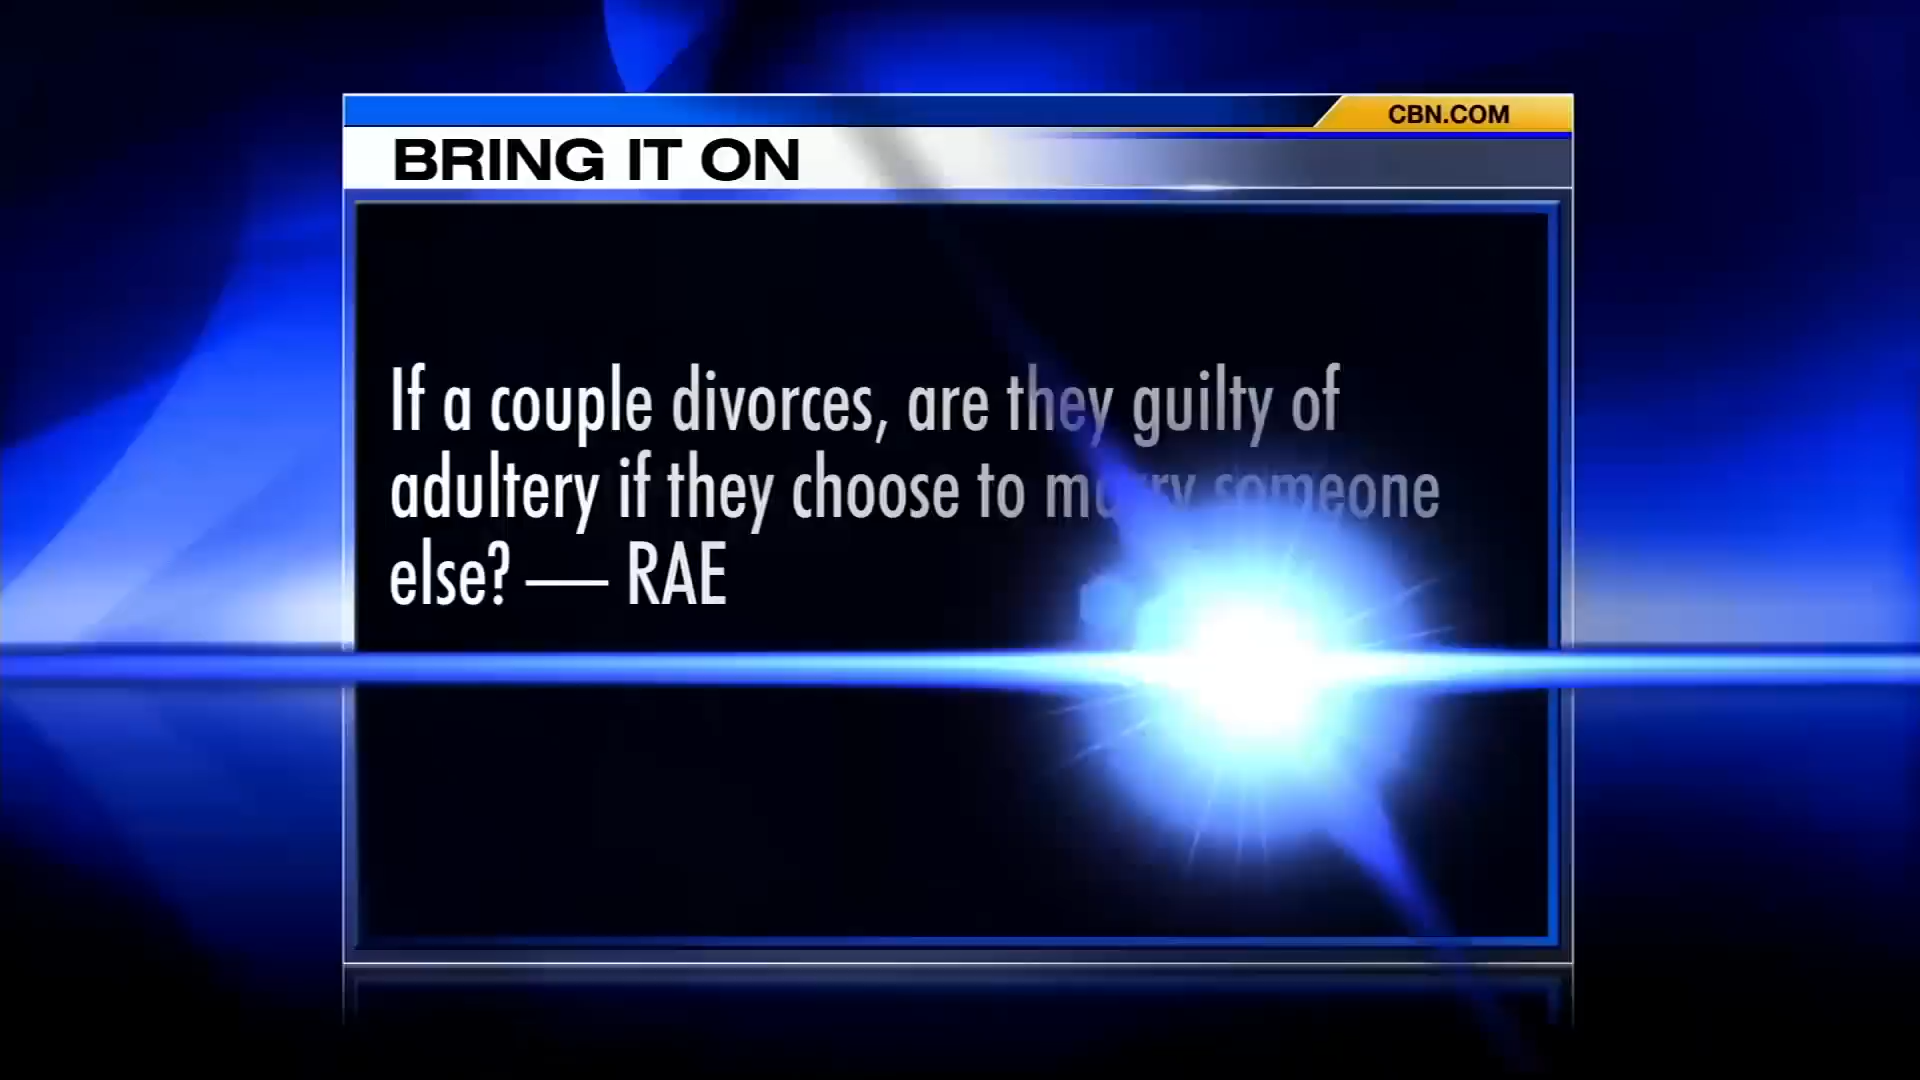 CBN.COM
BRING IT ON
If a couple divorces, are they guilty of
adultery if they choose to marry someone
else? — RAE